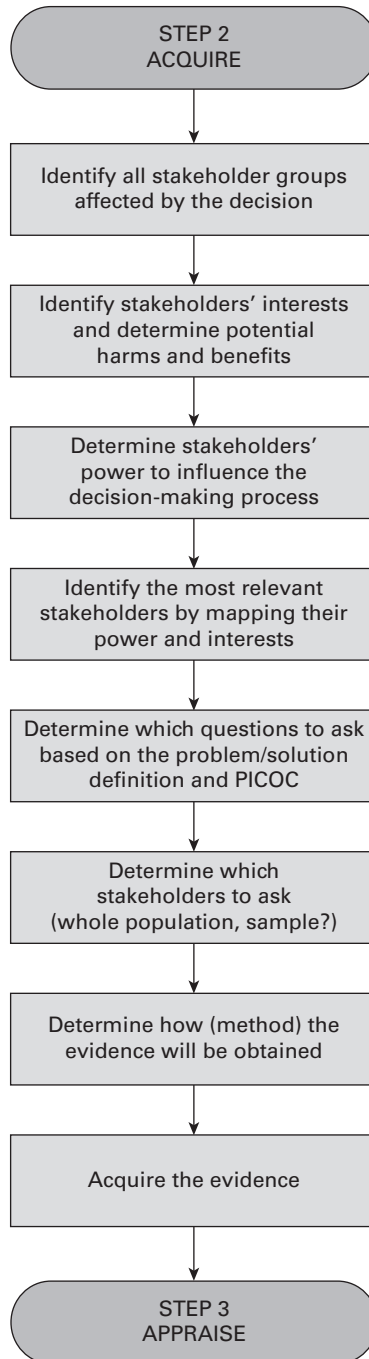 STEP 2
ACQUIRE
Identify all stakeholder groups
affected by the decision
Identify stakeholders’ interests
and determine potential
harms and benefits
Determine stakeholders’
power to influence the
decision-making process
Identify the most relevant
stakeholders by mapping their
power and interests
Determine which questions to ask
based on the problem/solution
definition and PICOC
Determine which
stakeholders to ask
(whole population, sample?)
Determine how (method) the
evidence will be obtained
Acquire the evidence
STEP 3
APPRAISE